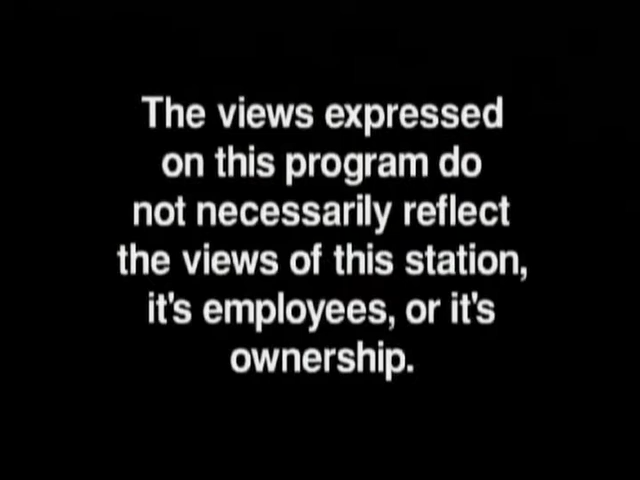 The views expressed
on this program do
not necessarily reflect
the views of this station,
it's employees, or it's
ownership.